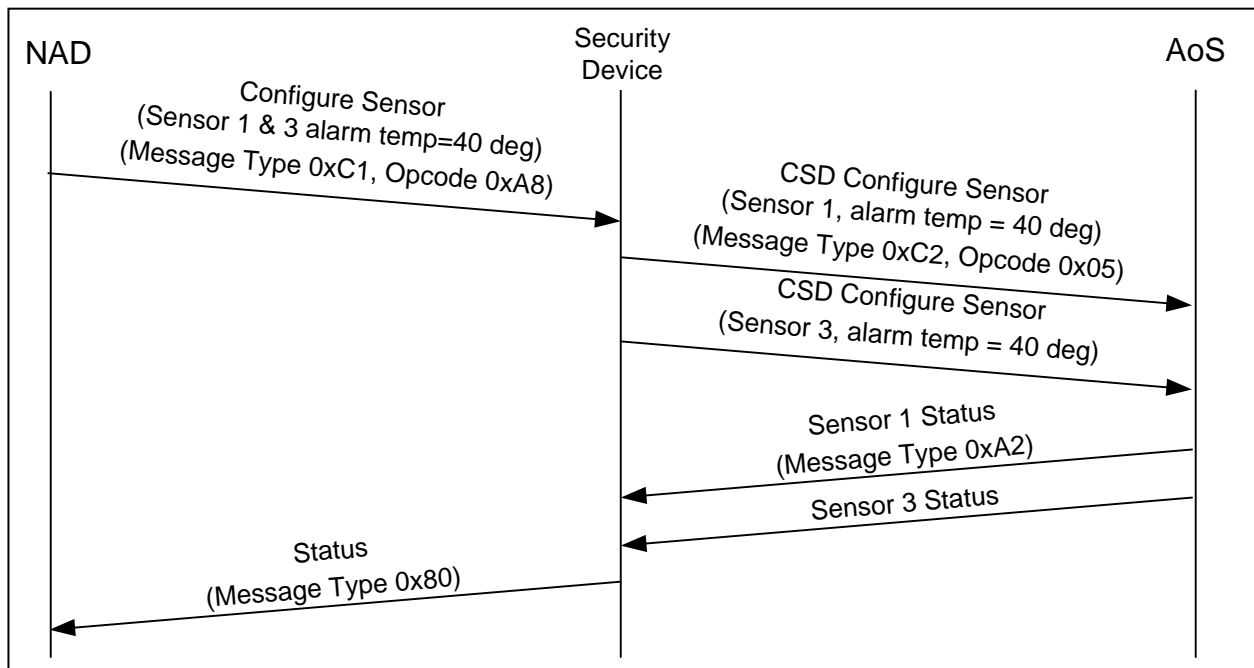 NAD
Security
Device
AoS
Configure Sensor
(Sensor 1 & 3 alarm temp=40 deg)
(Message Type 0xC1, Opcode 0xA8)
CSD Configure Sensor
(Sensor 1, alarm temp = 40 deg)
(Message Type 0xC2, Opcode 0x05)
CSD Configure Sensor
(Sensor 3, alarm temp = 40 deg)
Sensor 1 Status
(Message Type 0xA2)
Sensor 3 Status
Status
(Message Type 0x80)